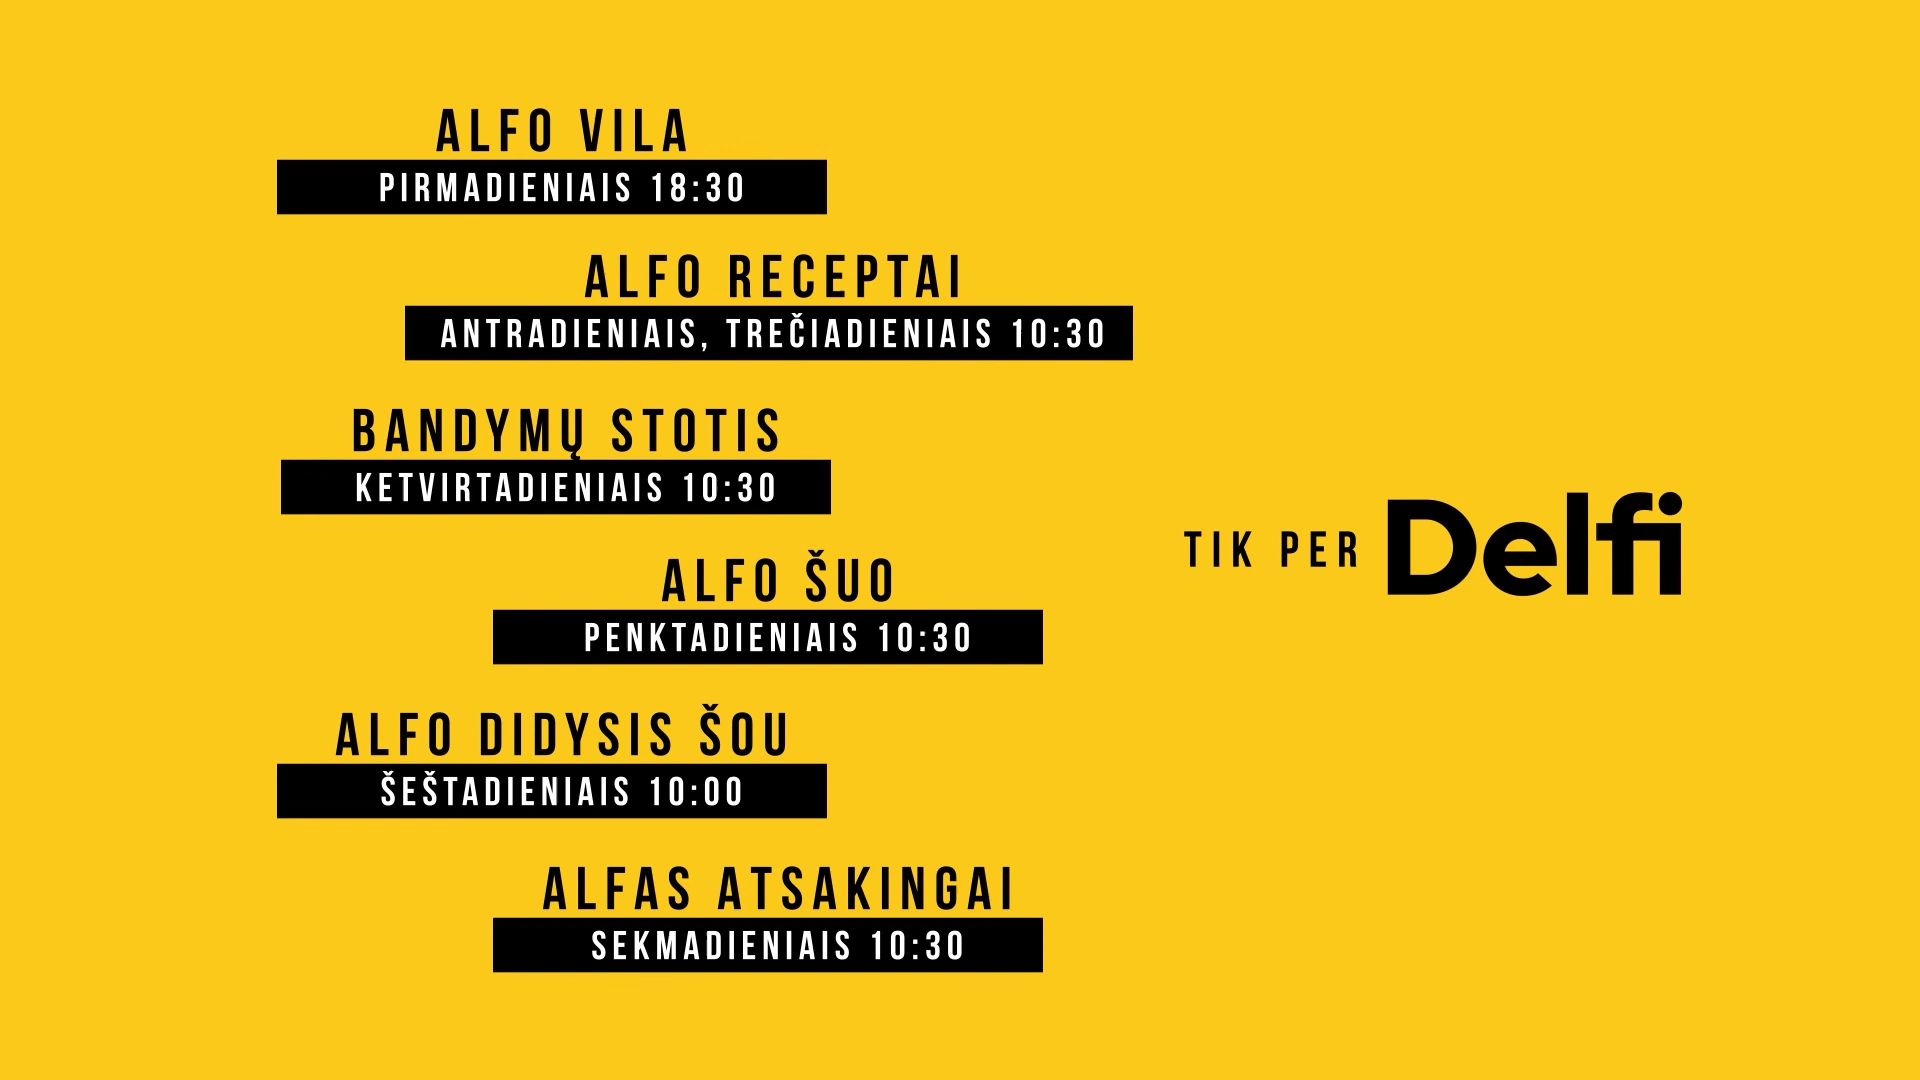 ALFO VILA
PIRMADIENIAIS 18:30
ALFO RECEPTAI
ANTRADIENIAIS, TREČIADIENIAIS 10:30
BANDYMŲ STOTIS
KETVIRTADIENIAIS 10:30
ALFO ŠUO
PENKTADIENIAIS 10:30
ALFO DIDYSIS ŠOU
ŠEŠTADIENIAIS 10:00
ALFAS ATSAKINGAI
SEKMADIENIAIS 10:30
TIK PER Delfi